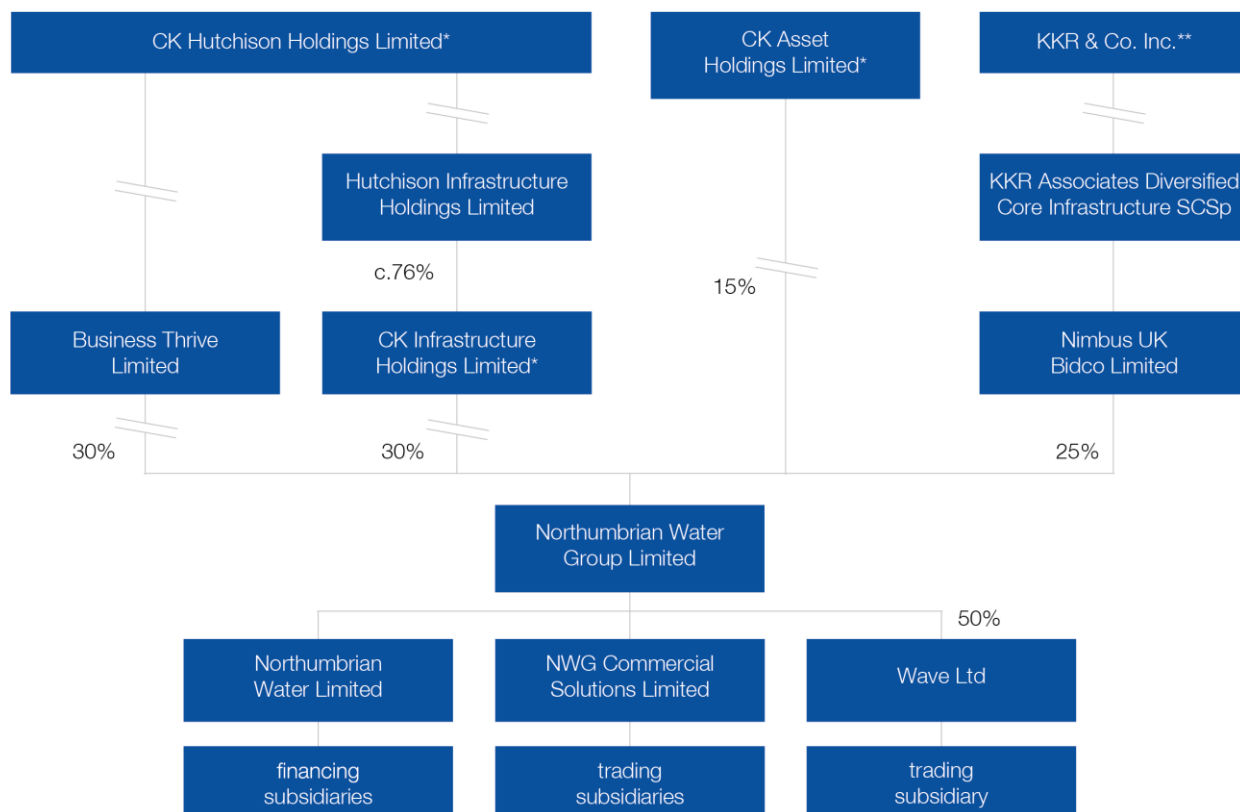 CK Hutchison Holdings Limited*
CK Asset
Holdings Limited*
KKR & Co. Inc.**
Hutchison Infrastructure
Holdings Limited
KKR Associates Diversified
Core Infrastructure SCSp
c.76%
15%
Business Thrive
Limited
CK Infrastructure
Holdings Limited*
Nimbus UK
Bidco Limited
30%
30%
25%
Northumbrian Water
Group Limited
50%
Northumbrian
Water Limited
NWG Commercial
Solutions Limited
Wave Ltd
financing
subsidiaries
trading
subsidiaries
trading
subsidiary